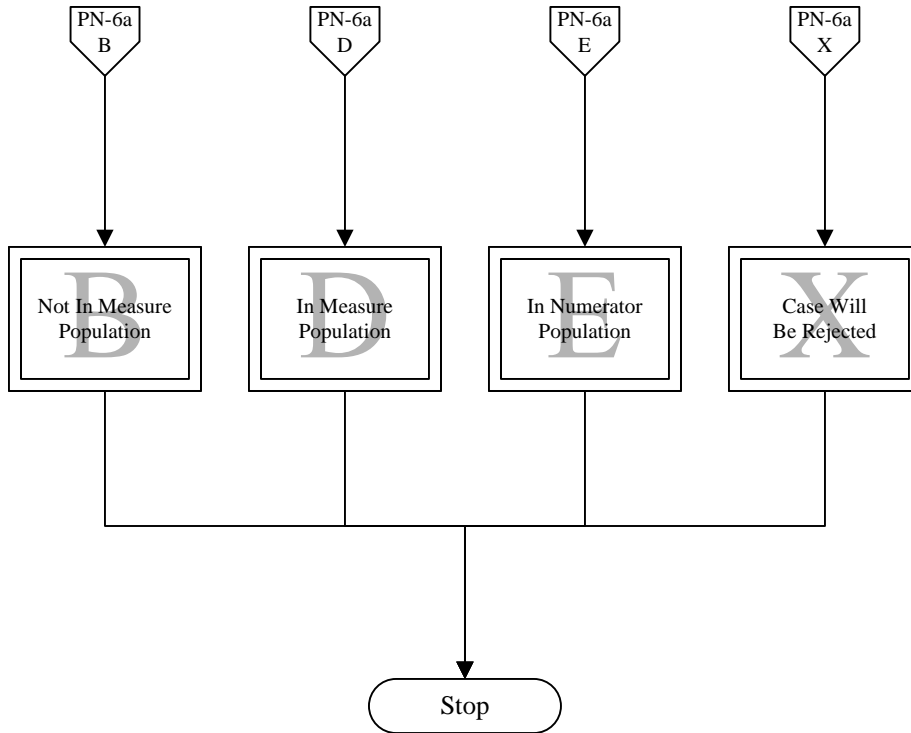 PN-6a
B
PN-6a
D
PN-6a
E
PN-6a
X
B
Not In Measure
Population
D
In Measure
Population
E
In Numerator
Population
X
Case Will
Be Rejected
Stop